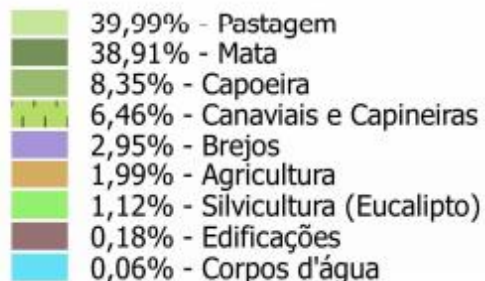 39,99% - Pastagem
38,91% - Mata
8,35% - Capoeira
6,46% - Canaviais e Capineiras
2,95% - Brejos
1,99% - Agricultura
1,12% - Silvicultura (Eucalipto)
0,18% - Edificações
0,06% - Corpos d'água